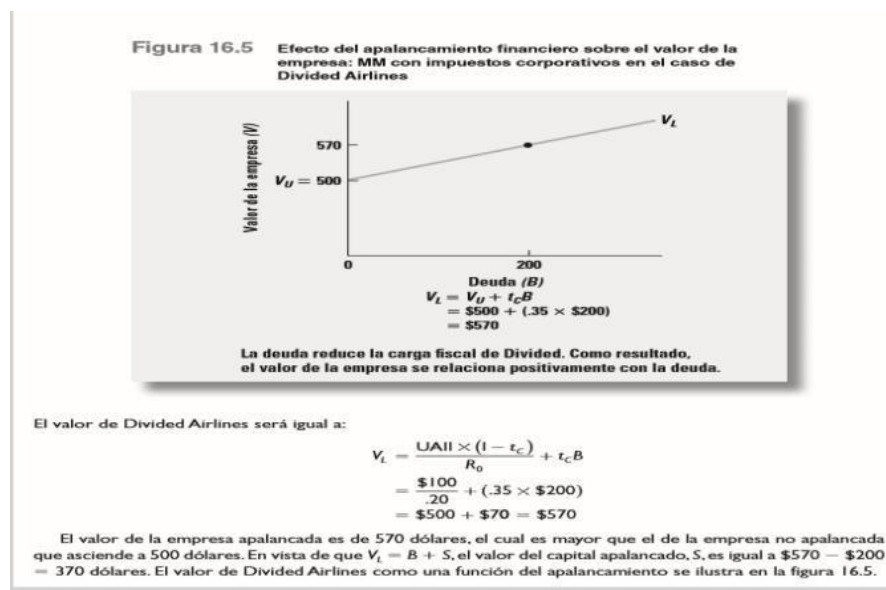 Figura 16.5
Efecto del apalancamiento financiero sobre el valor de la
empresa: MM con impuestos corporativos en el caso de
Divided Airlines
Valor de la empresa (V)
V_L
570
V_U = 500
0
200
Deuda (B)
V_L = V_U + t_C B
= $500 + (.35 × $200)
= $570
La deuda reduce la carga fiscal de Divided. Como resultado,
el valor de la empresa se relaciona positivamente con la deuda.
El valor de Divided Airlines será igual a:
V_L = UAII × (1 − t_C) / R_0 + t_C B
= $100 / .20 + (.35 × $200)
= $500 + $70 = $570
El valor de la empresa apalancada es de 570 dólares, el cual es mayor que el de la empresa no apalancada
que asciende a 500 dólares. En vista de que V_L = B + S, el valor del capital apalancado, S, es igual a $570 − $200
= 370 dólares. El valor de Divided Airlines como una función del apalancamiento se ilustra en la figura 16.5.